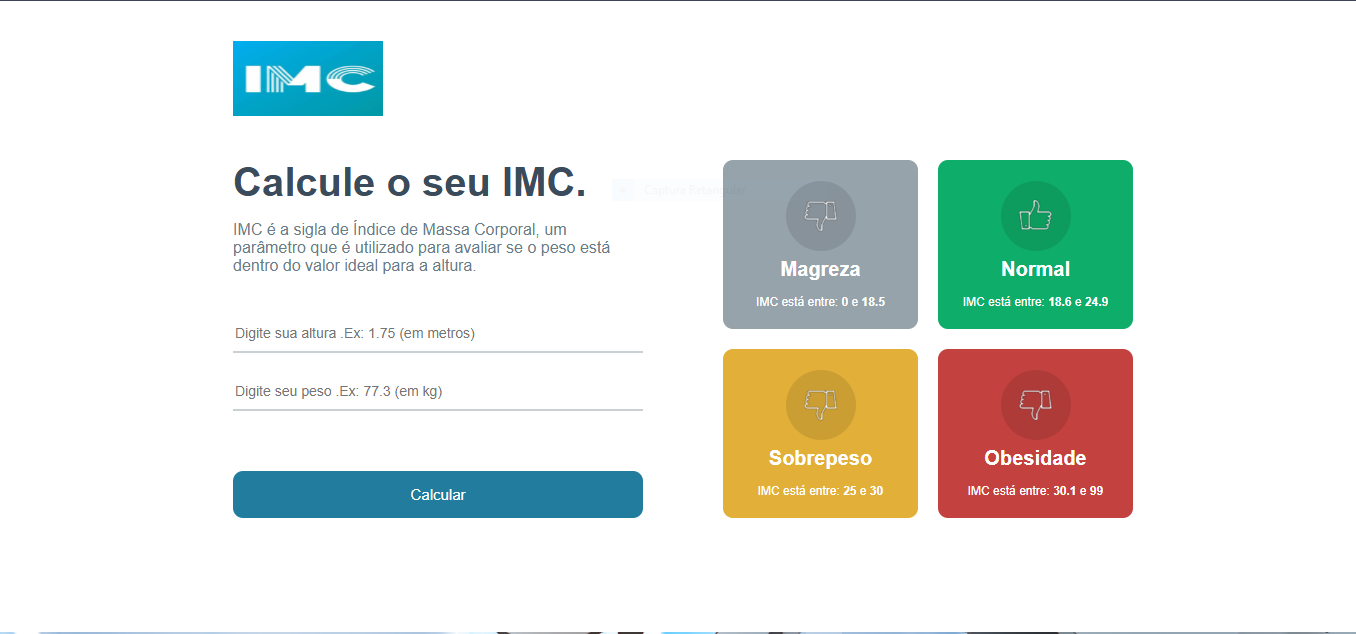 IMC
Calcule o seu IMC.
IMC é a sigla de Índice de Massa Corporal, um
parâmetro que é utilizado para avaliar se o peso está
dentro do valor ideal para a altura.
Digite sua altura .Ex: 1.75 (em metros)
Digite seu peso .Ex: 77.3 (em kg)
Calcular
Captura Retangular
Magreza
IMC está entre: 0 e 18.5
Normal
IMC está entre: 18.6 e 24.9
Sobrepeso
IMC está entre: 25 e 30
Obesidade
IMC está entre: 30.1 e 99